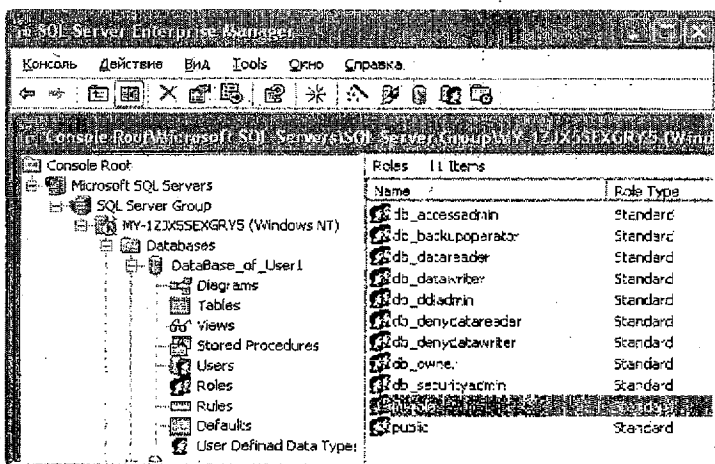 SQL Server Enterprise Manager
Консоль Действие Вид Tools Окно Справка
Console Root\Microsoft SQL Servers\SQL Server Group\MY-1ZJX5SEXGRY5 (Windo
Console Root
Microsoft SQL Servers
SQL Server Group
MY-1ZJX5SEXGRY5 (Windows NT)
Databases
DataBase_of_User1
Diagrams
Tables
Views
Stored Procedures
Users
Roles
Rules
Defaults
User Defined Data Types
Roles 11 Items
Name Role Type
db_accessadmin Standard
db_backupoperator Standard
db_datareader Standard
db_datawriter Standard
db_ddladmin Standard
db_denydatareader Standard
db_denydatawriter Standard
db_owner Standard
db_securityadmin Standard
public Standard